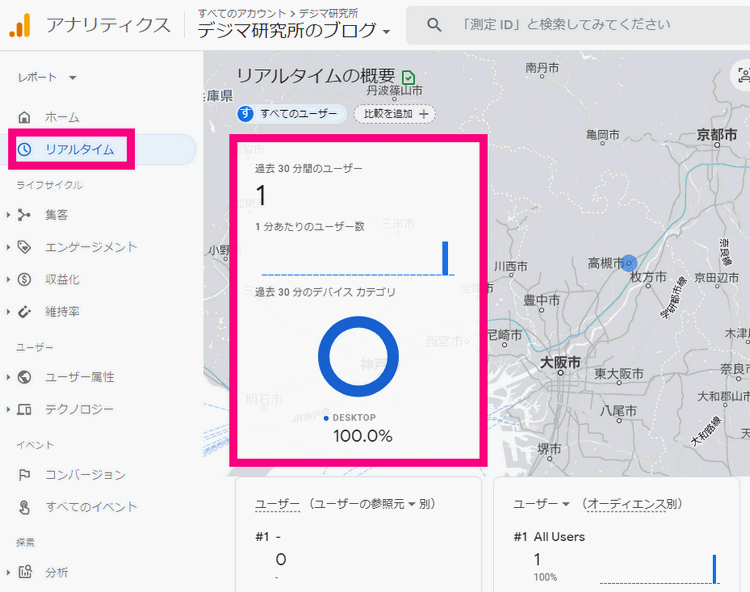 アナリティクス
すべてのアカウント > デジマ研究所
デジマ研究所のブログ
「測定 ID」と検索してみてください
レポート
ホーム
リアルタイム
ライフサイクル
集客
エンゲージメント
収益化
維持率
ユーザー
ユーザー属性
テクノロジー
イベント
コンバージョン
すべてのイベント
探索
分析
リアルタイムの概要
す すべてのユーザー
比較を追加 +
過去 30 分間のユーザー
1
1 分あたりのユーザー数
過去 30 分のデバイス カテゴリ
DESKTOP
100.0%
兵庫県
丹波篠山市
南丹市
亀岡市
京都市
三田市
小野
川西市
高槻市
枚方市
京田辺市
奈良線
学研都市線
豊中市
尼崎市
西宮市
神戸
明石市
大阪市
東大阪市
八尾市
堺市
木津
奈良
大和郡山
大和路線
ユーザー (ユーザーの参照元 別)
#1 -
0
-
ユーザー (オーディエンス別)
#1 All Users
1
100%